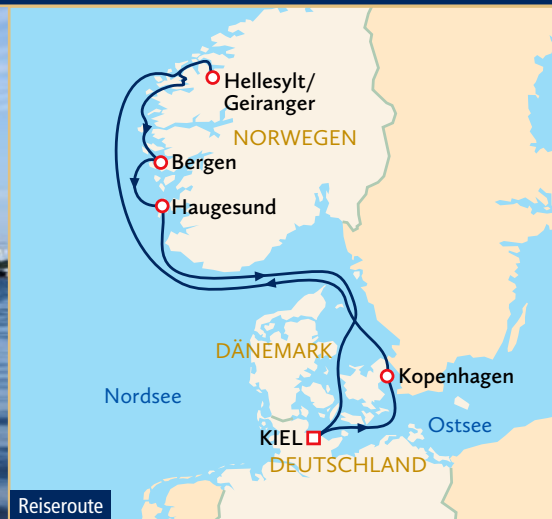 Hellesylt/
Geiranger
NORWEGEN
Bergen
Haugesund
DÄNEMARK
Kopenhagen
Nordsee
Ostsee
KIEL
DEUTSCHLAND
Reiseroute